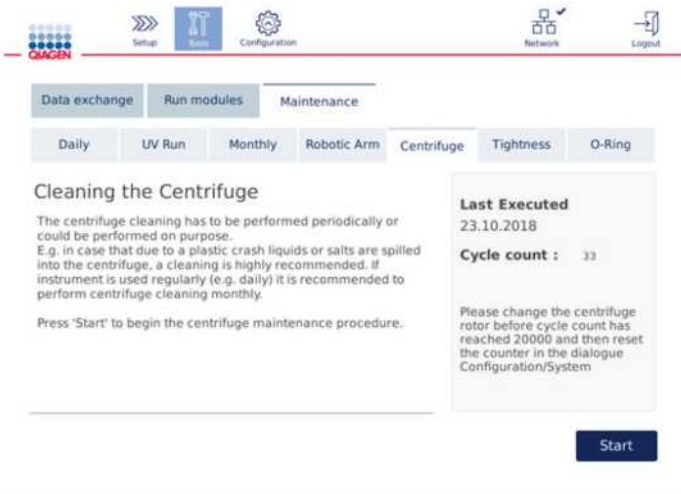 QIAGEN
Setup
Tools
Configuration
Network
Logout
Data exchange
Run modules
Maintenance
Daily
UV Run
Monthly
Robotic Arm
Centrifuge
Tightness
O-Ring
Cleaning the Centrifuge
The centrifuge cleaning has to be performed periodically or
could be performed on purpose.
E.g. in case that due to a plastic crash liquids or salts are spilled
into the centrifuge, a cleaning is highly recommended. If
instrument is used regularly (e.g. daily) it is recommended to
perform centrifuge cleaning monthly.
Press 'Start' to begin the centrifuge maintenance procedure.
Last Executed
23.10.2018
Cycle count : 33
Please change the centrifuge
rotor before cycle count has
reached 20000 and then reset
the counter in the dialogue
Configuration/System
Start